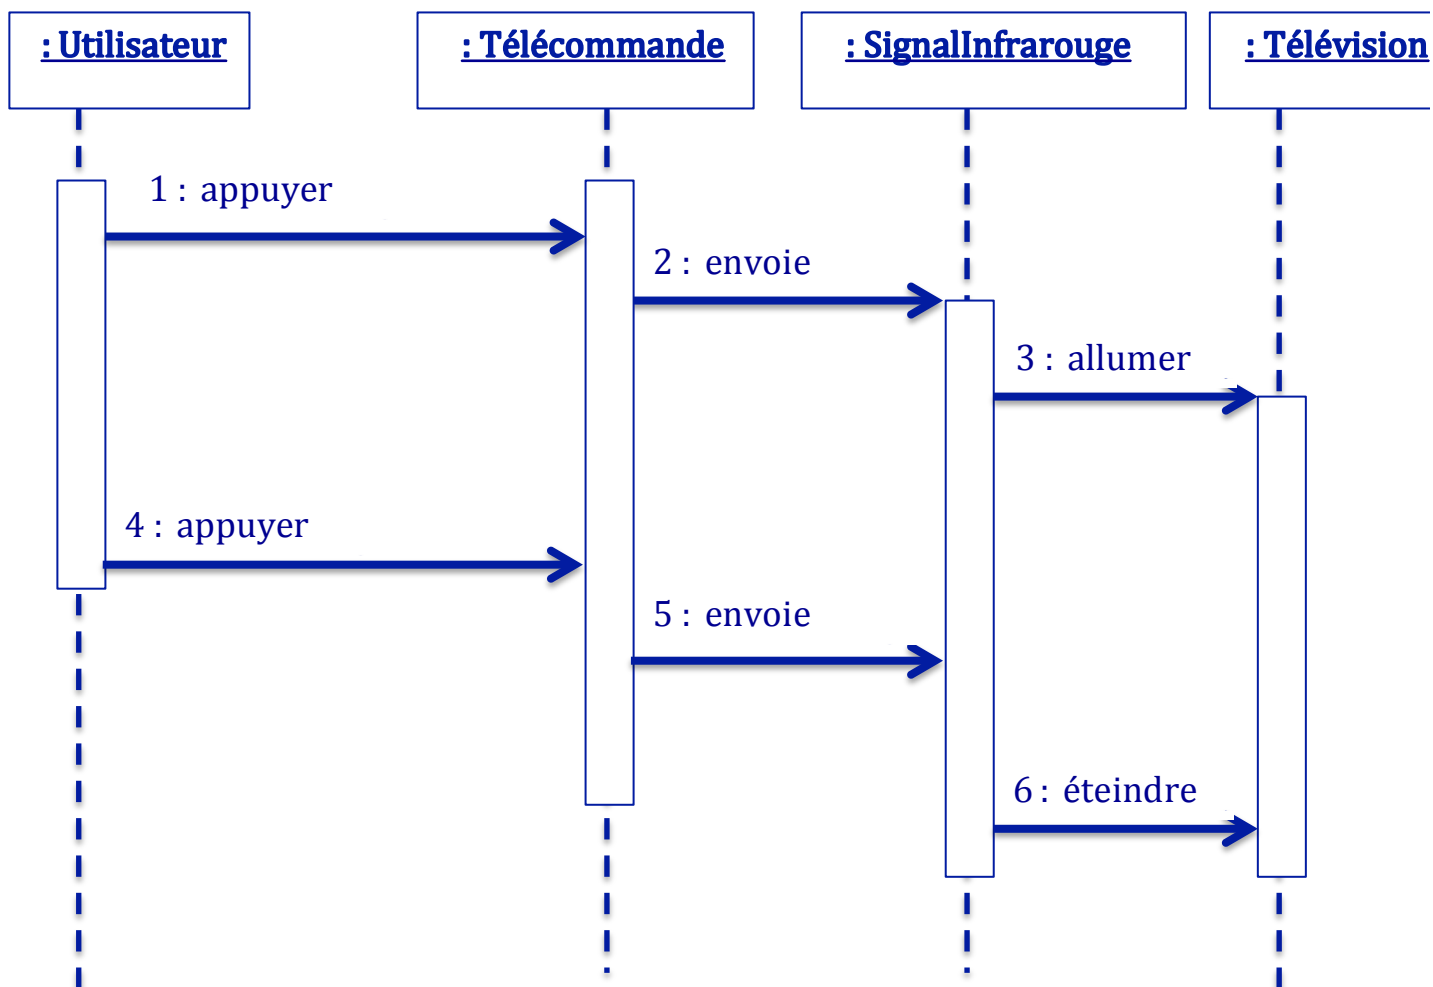 : Utilisateur
: Télécommande
: SignalInfrarouge
: Télévision
1 : appuyer
2 : envoie
3 : allumer
4 : appuyer
5 : envoie
6 : éteindre